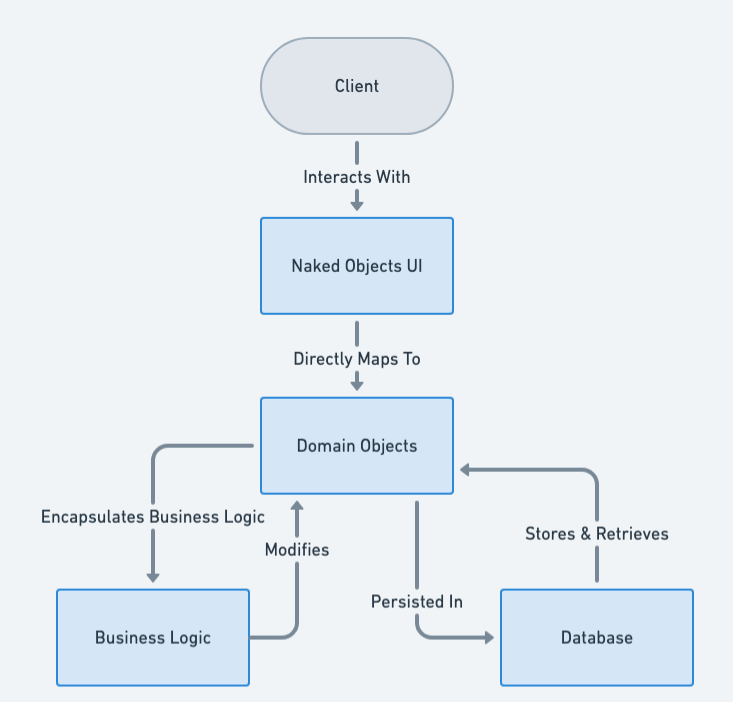 Client
Interacts With
Naked Objects UI
Directly Maps To
Domain Objects
Encapsulates Business Logic
Stores & Retrieves
Modifies
Persisted In
Business Logic
Database